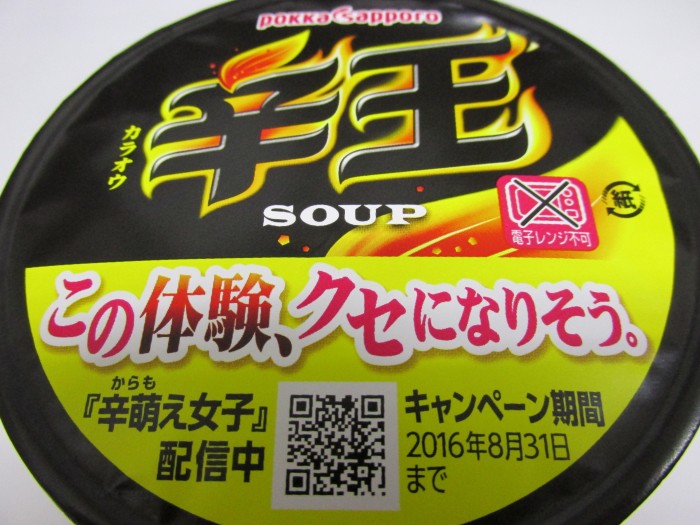 pokka sapporo
辛王
カラオウ
SOUP
電子レンジ不可
この体験、クセになりそう。
からも
『辛萌え女子』
配信中
キャンペーン期間
2016年8月31日
まで